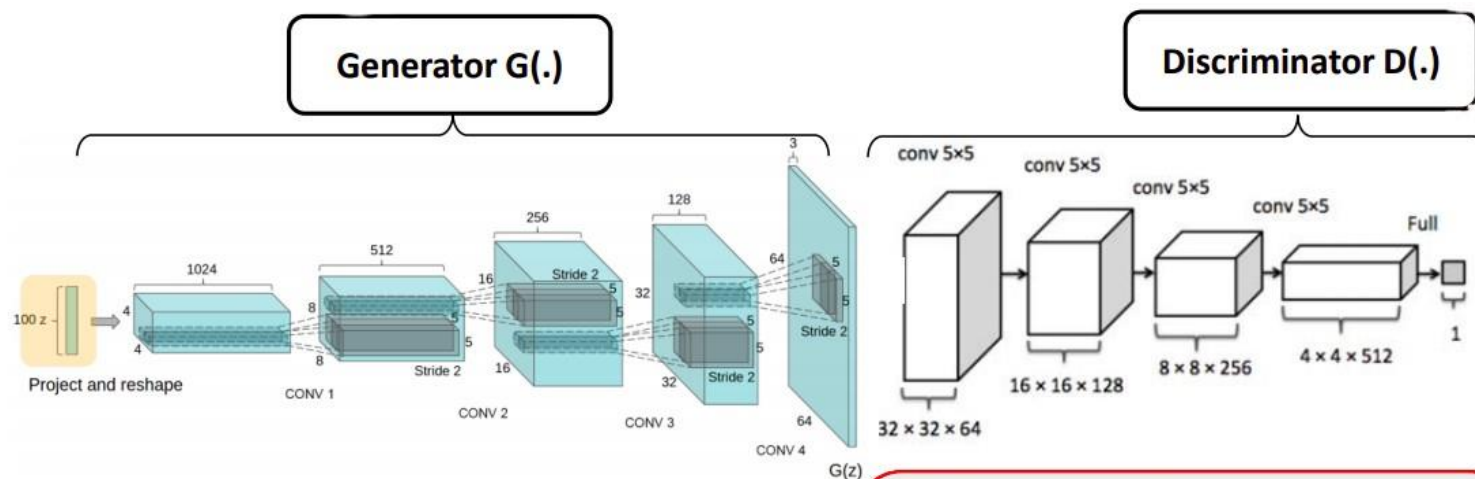 Generator G(.)
Discriminator D(.)
100 z
Project and reshape
4
4
1024
CONV 1
512
8
8
5
5
Stride 2
CONV 2
256
16
16
Stride 2
5
5
CONV 3
128
32
32
5
5
Stride 2
CONV 4
3
64
64
5
5
Stride 2
G(z)
conv 5×5
conv 5×5
conv 5×5
conv 5×5
Full
32 × 32 × 64
16 × 16 × 128
8 × 8 × 256
4 × 4 × 512
1